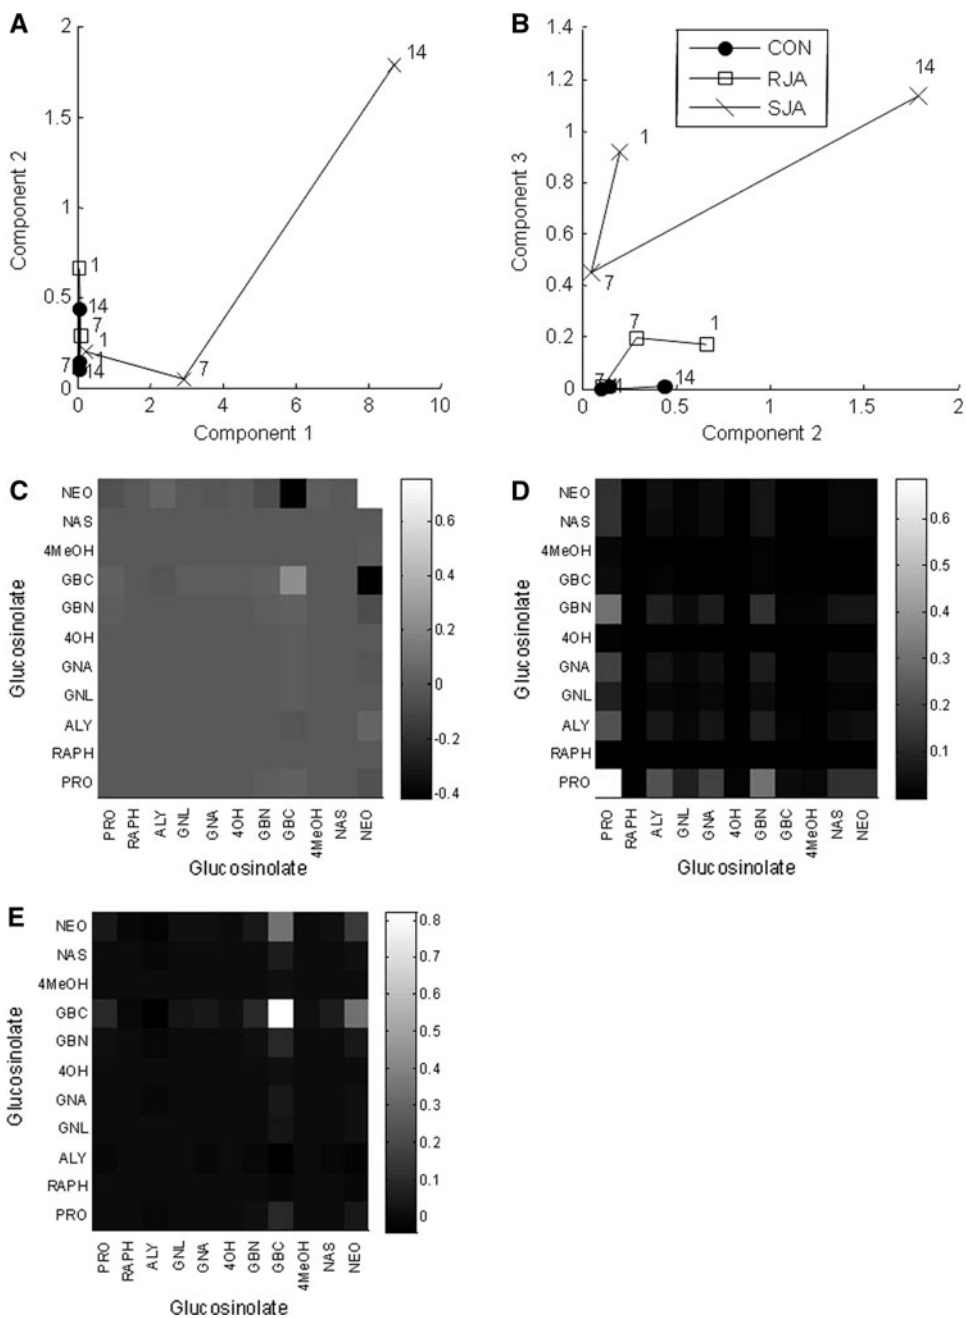 A
2
14
1.5
Component 2
1
1
0.5
14
7
1
7
14
7
0
0
2
4
6
8
10
Component 1
B
1.4
CON
RJA
SJA
14
1.2
1
1
Component 3
0.8
0.6
7
0.4
7
1
0.2
14
0
0
0.5
1
1.5
2
Component 2
C
NEO
NAS
4MeOH
GBC
GBN
4OH
GNA
GNL
ALY
RAPH
PRO
Glucosinolate
PRO
RAPH
ALY
GNL
GNA
4OH
GBN
GBC
4MeOH
NAS
NEO
Glucosinolate
0.6
0.4
0.2
0
-0.2
-0.4
D
NEO
NAS
4MeOH
GBC
GBN
4OH
GNA
GNL
ALY
RAPH
PRO
Glucosinolate
PRO
RAPH
ALY
GNL
GNA
4OH
GBN
GBC
4MeOH
NAS
NEO
Glucosinolate
0.6
0.5
0.4
0.3
0.2
0.1
E
NEO
NAS
4MeOH
GBC
GBN
4OH
GNA
GNL
ALY
RAPH
PRO
Glucosinolate
PRO
RAPH
ALY
GNL
GNA
4OH
GBN
GBC
4MeOH
NAS
NEO
Glucosinolate
0.8
0.7
0.6
0.5
0.4
0.3
0.2
0.1
0